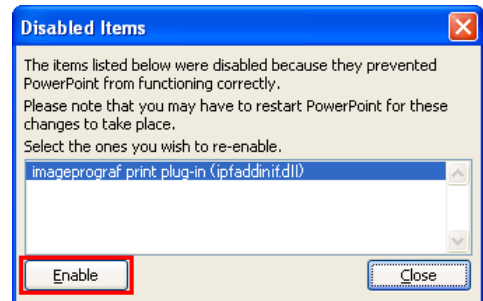 Disabled Items
The items listed below were disabled because they prevented
PowerPoint from functioning correctly.
Please note that you may have to restart PowerPoint for these
changes to take place.
Select the ones you wish to re-enable.
imageprograf print plug-in (ipfaddinif.dll)
Enable
Close